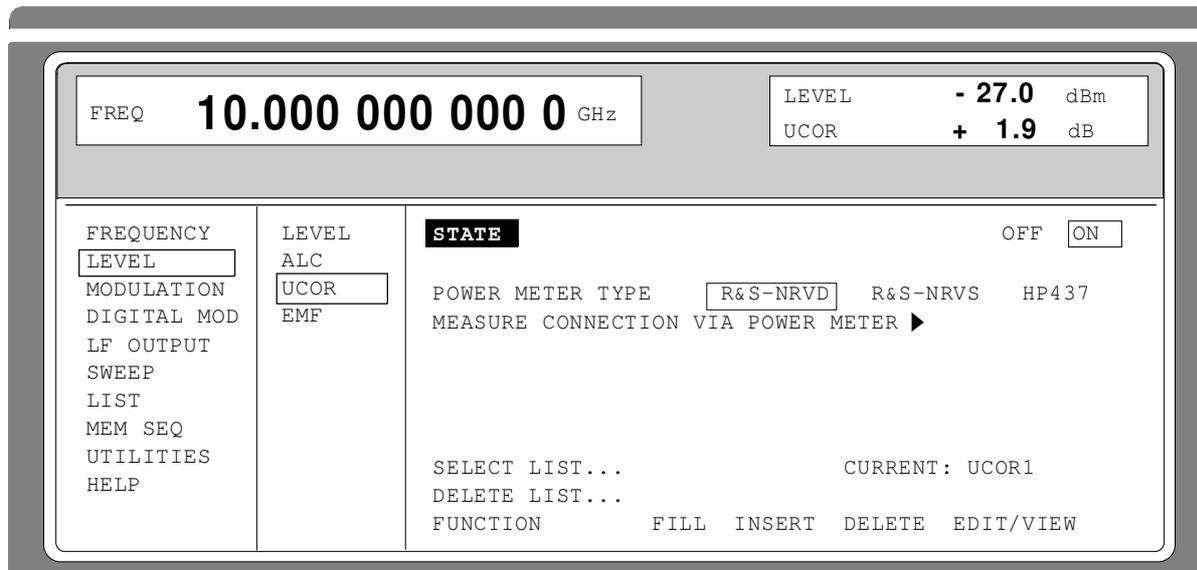 FREQ 10.000 000 000 0 GHz
LEVEL - 27.0 dBm
UCOR + 1.9 dB
FREQUENCY
LEVEL
MODULATION
DIGITAL MOD
LF OUTPUT
SWEEP
LIST
MEM SEQ
UTILITIES
HELP
LEVEL
ALC
UCOR
EMF
STATE OFF ON
POWER METER TYPE R&S-NRVD R&S-NRVS HP437
MEASURE CONNECTION VIA POWER METER ▶
SELECT LIST... CURRENT: UCOR1
DELETE LIST...
FUNCTION FILL INSERT DELETE EDIT/VIEW